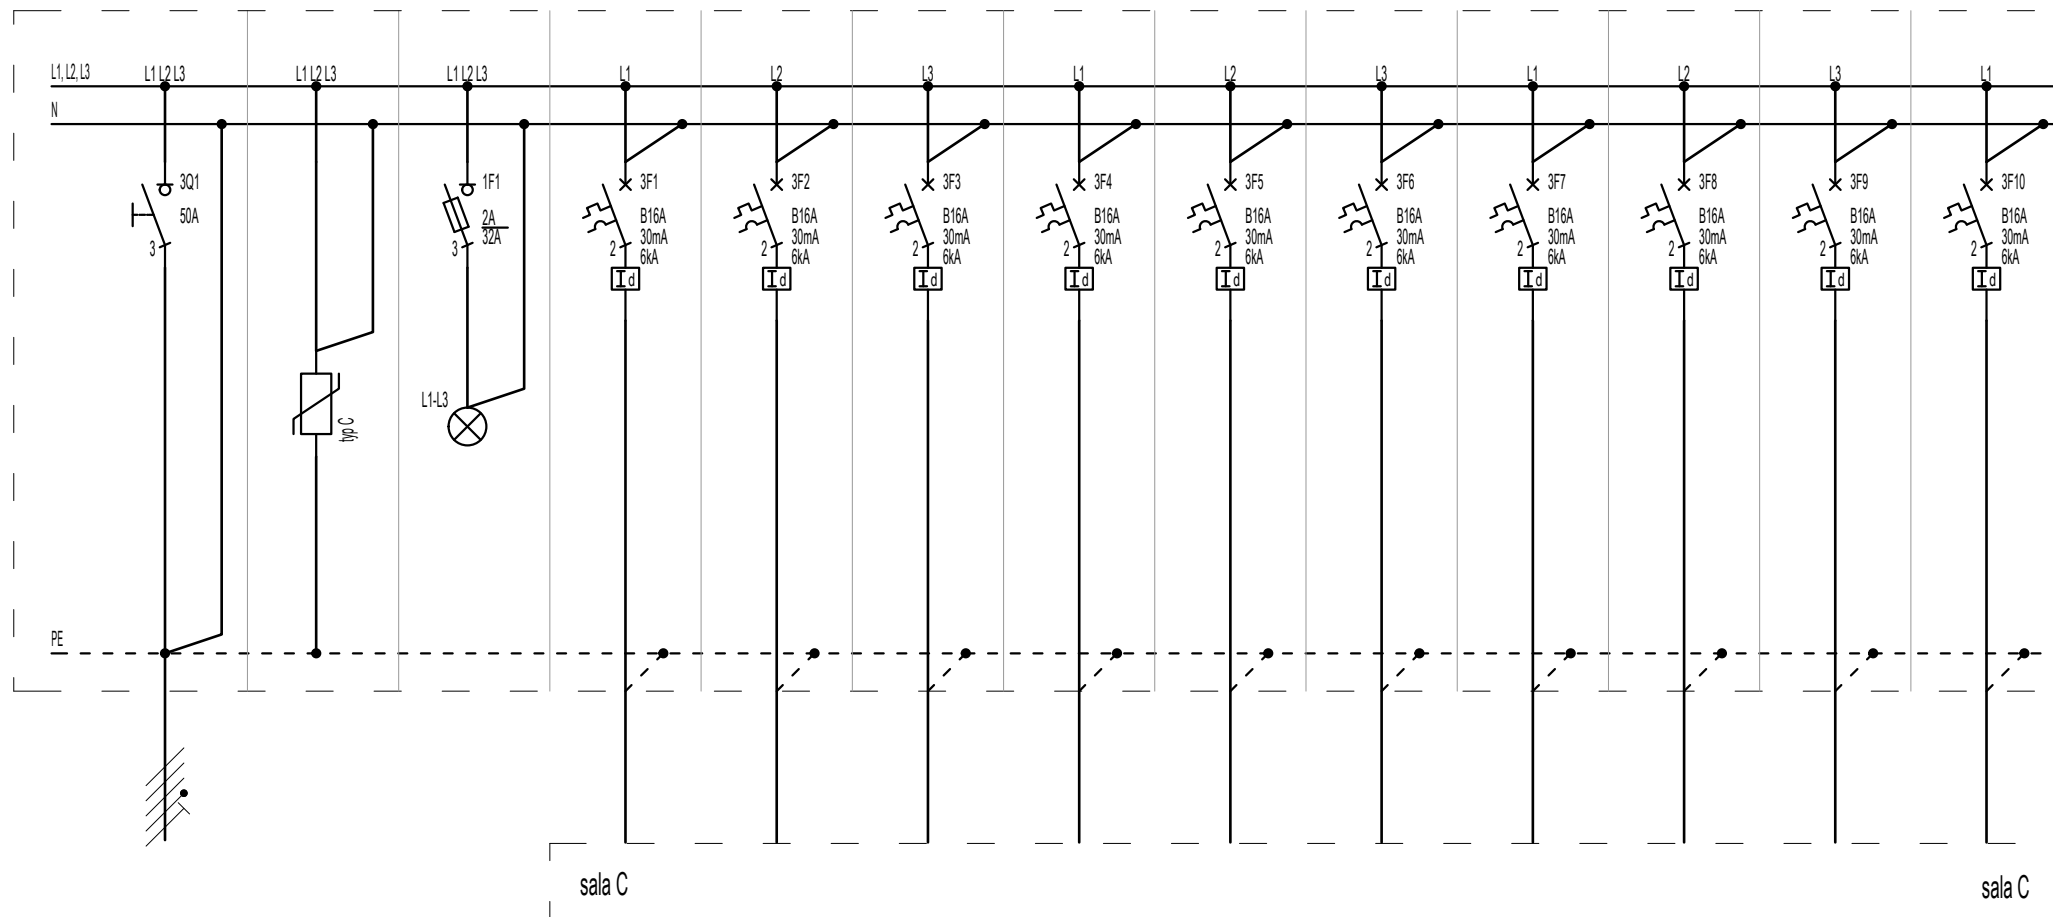 L1, L2, L3
L1 L2 L3
L1 L2 L3
L1 L2 L3
L1
L2
L3
L1
L2
L3
L1
L2
L3
L1
N
3Q1
50A
3
typ C
1F1
2A
32A
3
L1-L3
3F1
B16A
30mA
6kA
2
Id
3F2
B16A
30mA
6kA
2
Id
3F3
B16A
30mA
6kA
2
Id
3F4
B16A
30mA
6kA
2
Id
3F5
B16A
30mA
6kA
2
Id
3F6
B16A
30mA
6kA
2
Id
3F7
B16A
30mA
6kA
2
Id
3F8
B16A
30mA
6kA
2
Id
3F9
B16A
30mA
6kA
2
Id
3F10
B16A
30mA
6kA
2
Id
PE
sala C
sala C